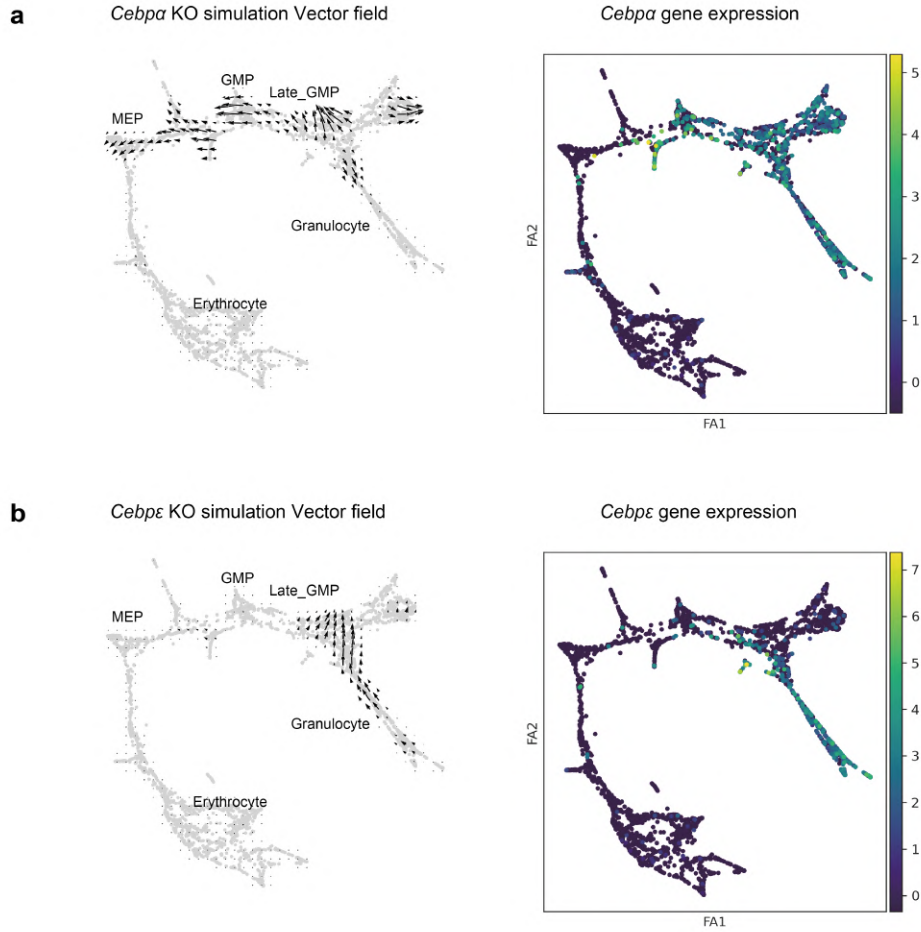 a
Cebpα KO simulation Vector field
Cebpα gene expression
GMP
Late_GMP
MEP
Granulocyte
Erythrocyte
FA2
FA1
5
4
3
2
1
0
b
Cebpε KO simulation Vector field
Cebpε gene expression
GMP
Late_GMP
MEP
Granulocyte
Erythrocyte
FA2
FA1
7
6
5
4
3
2
1
0